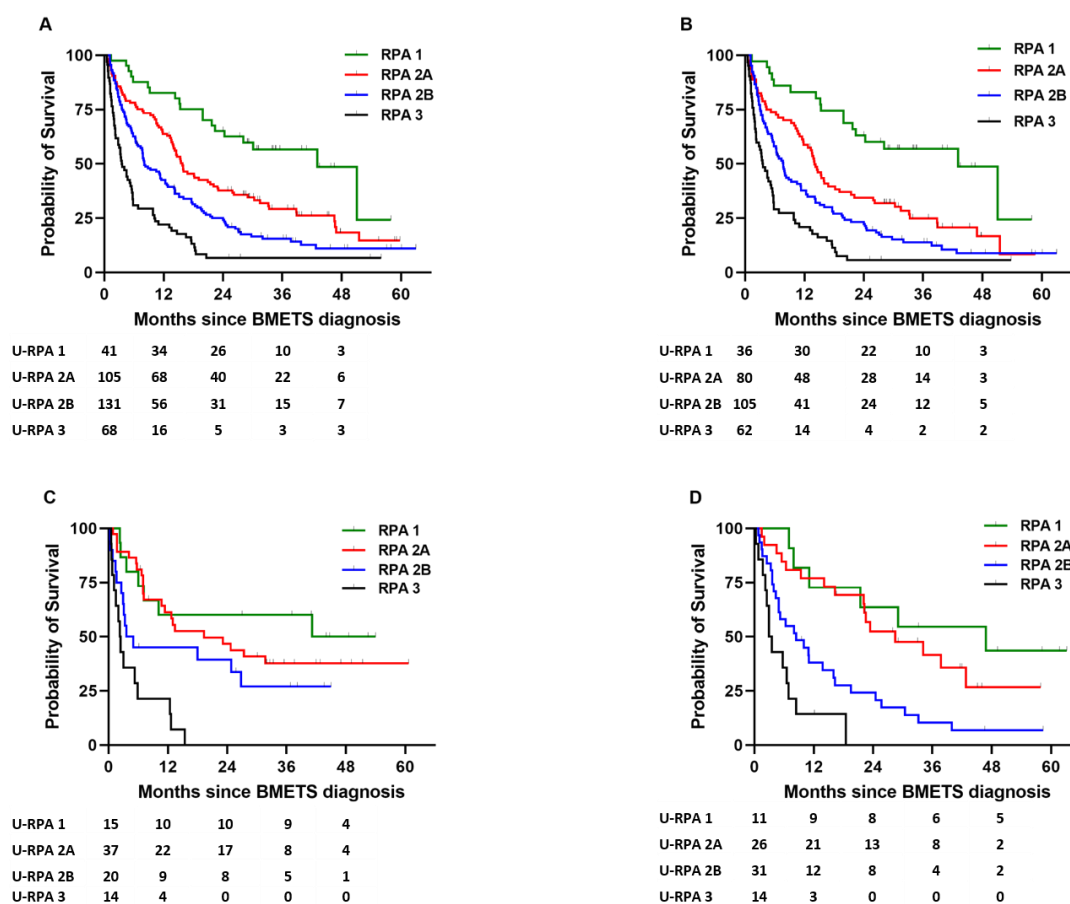 A
RPA 1
RPA 2A
RPA 2B
RPA 3
Probability of Survival
100
75
50
25
0
0 12 24 36 48 60
Months since BMETS diagnosis
U-RPA 1 41 34 26 10 3
U-RPA 2A 105 68 40 22 6
U-RPA 2B 131 56 31 15 7
U-RPA 3 68 16 5 3 3
B
RPA 1
RPA 2A
RPA 2B
RPA 3
Probability of Survival
100
75
50
25
0
0 12 24 36 48 60
Months since BMETS diagnosis
U-RPA 1 36 30 22 10 3
U-RPA 2A 80 48 28 14 3
U-RPA 2B 105 41 24 12 5
U-RPA 3 62 14 4 2 2
C
RPA 1
RPA 2A
RPA 2B
RPA 3
Probability of Survival
100
75
50
25
0
0 12 24 36 48 60
Months since BMETS diagnosis
U-RPA 1 15 10 10 9 4
U-RPA 2A 37 22 17 8 4
U-RPA 2B 20 9 8 5 1
U-RPA 3 14 4 0 0 0
D
RPA 1
RPA 2A
RPA 2B
RPA 3
Probability of Survival
100
75
50
25
0
0 12 24 36 48 60
Months since BMETS diagnosis
U-RPA 1 11 9 8 6 5
U-RPA 2A 26 21 13 8 2
U-RPA 2B 31 12 8 4 2
U-RPA 3 14 3 0 0 0